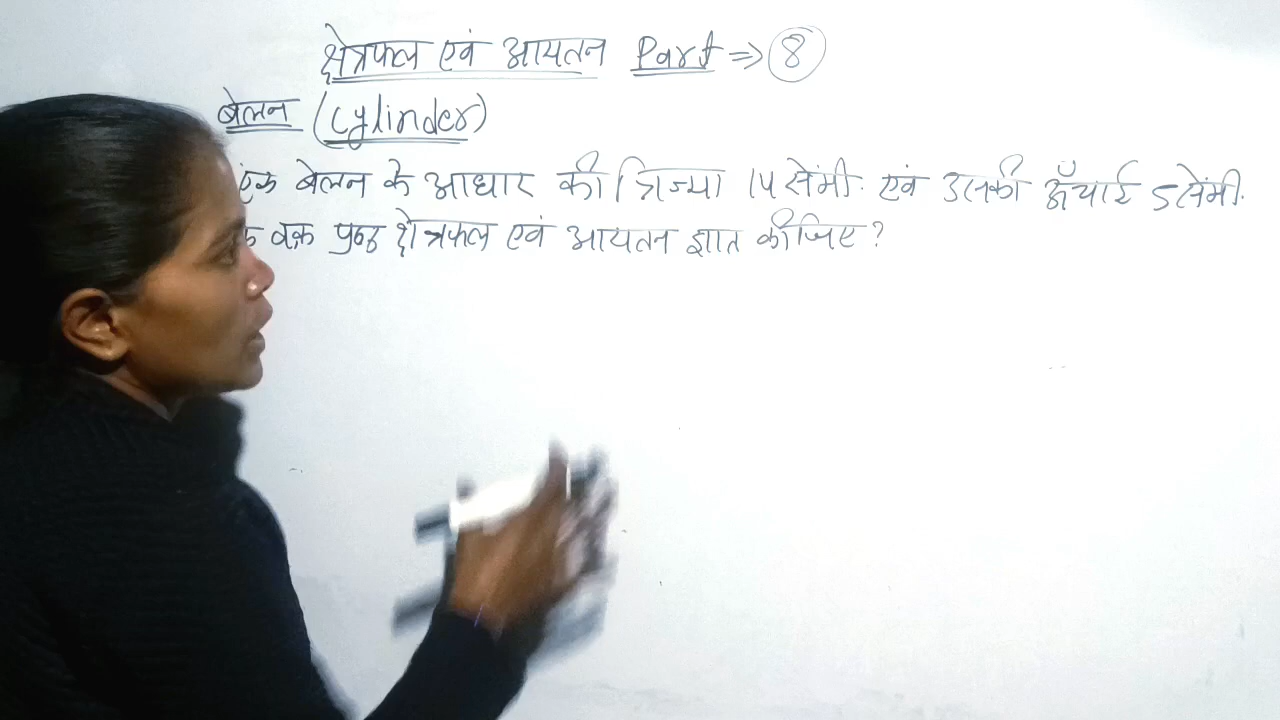 क्षेत्रफल एवं आयतन Part ⇒ 8
बेलन (Cylinder)
एक बेलन के आधार की त्रिज्या 14 सेंमी. एवं उसकी ऊँचाई 5 सेंमी.
वक्र पृष्ठ क्षेत्रफल एवं आयतन ज्ञात कीजिए?